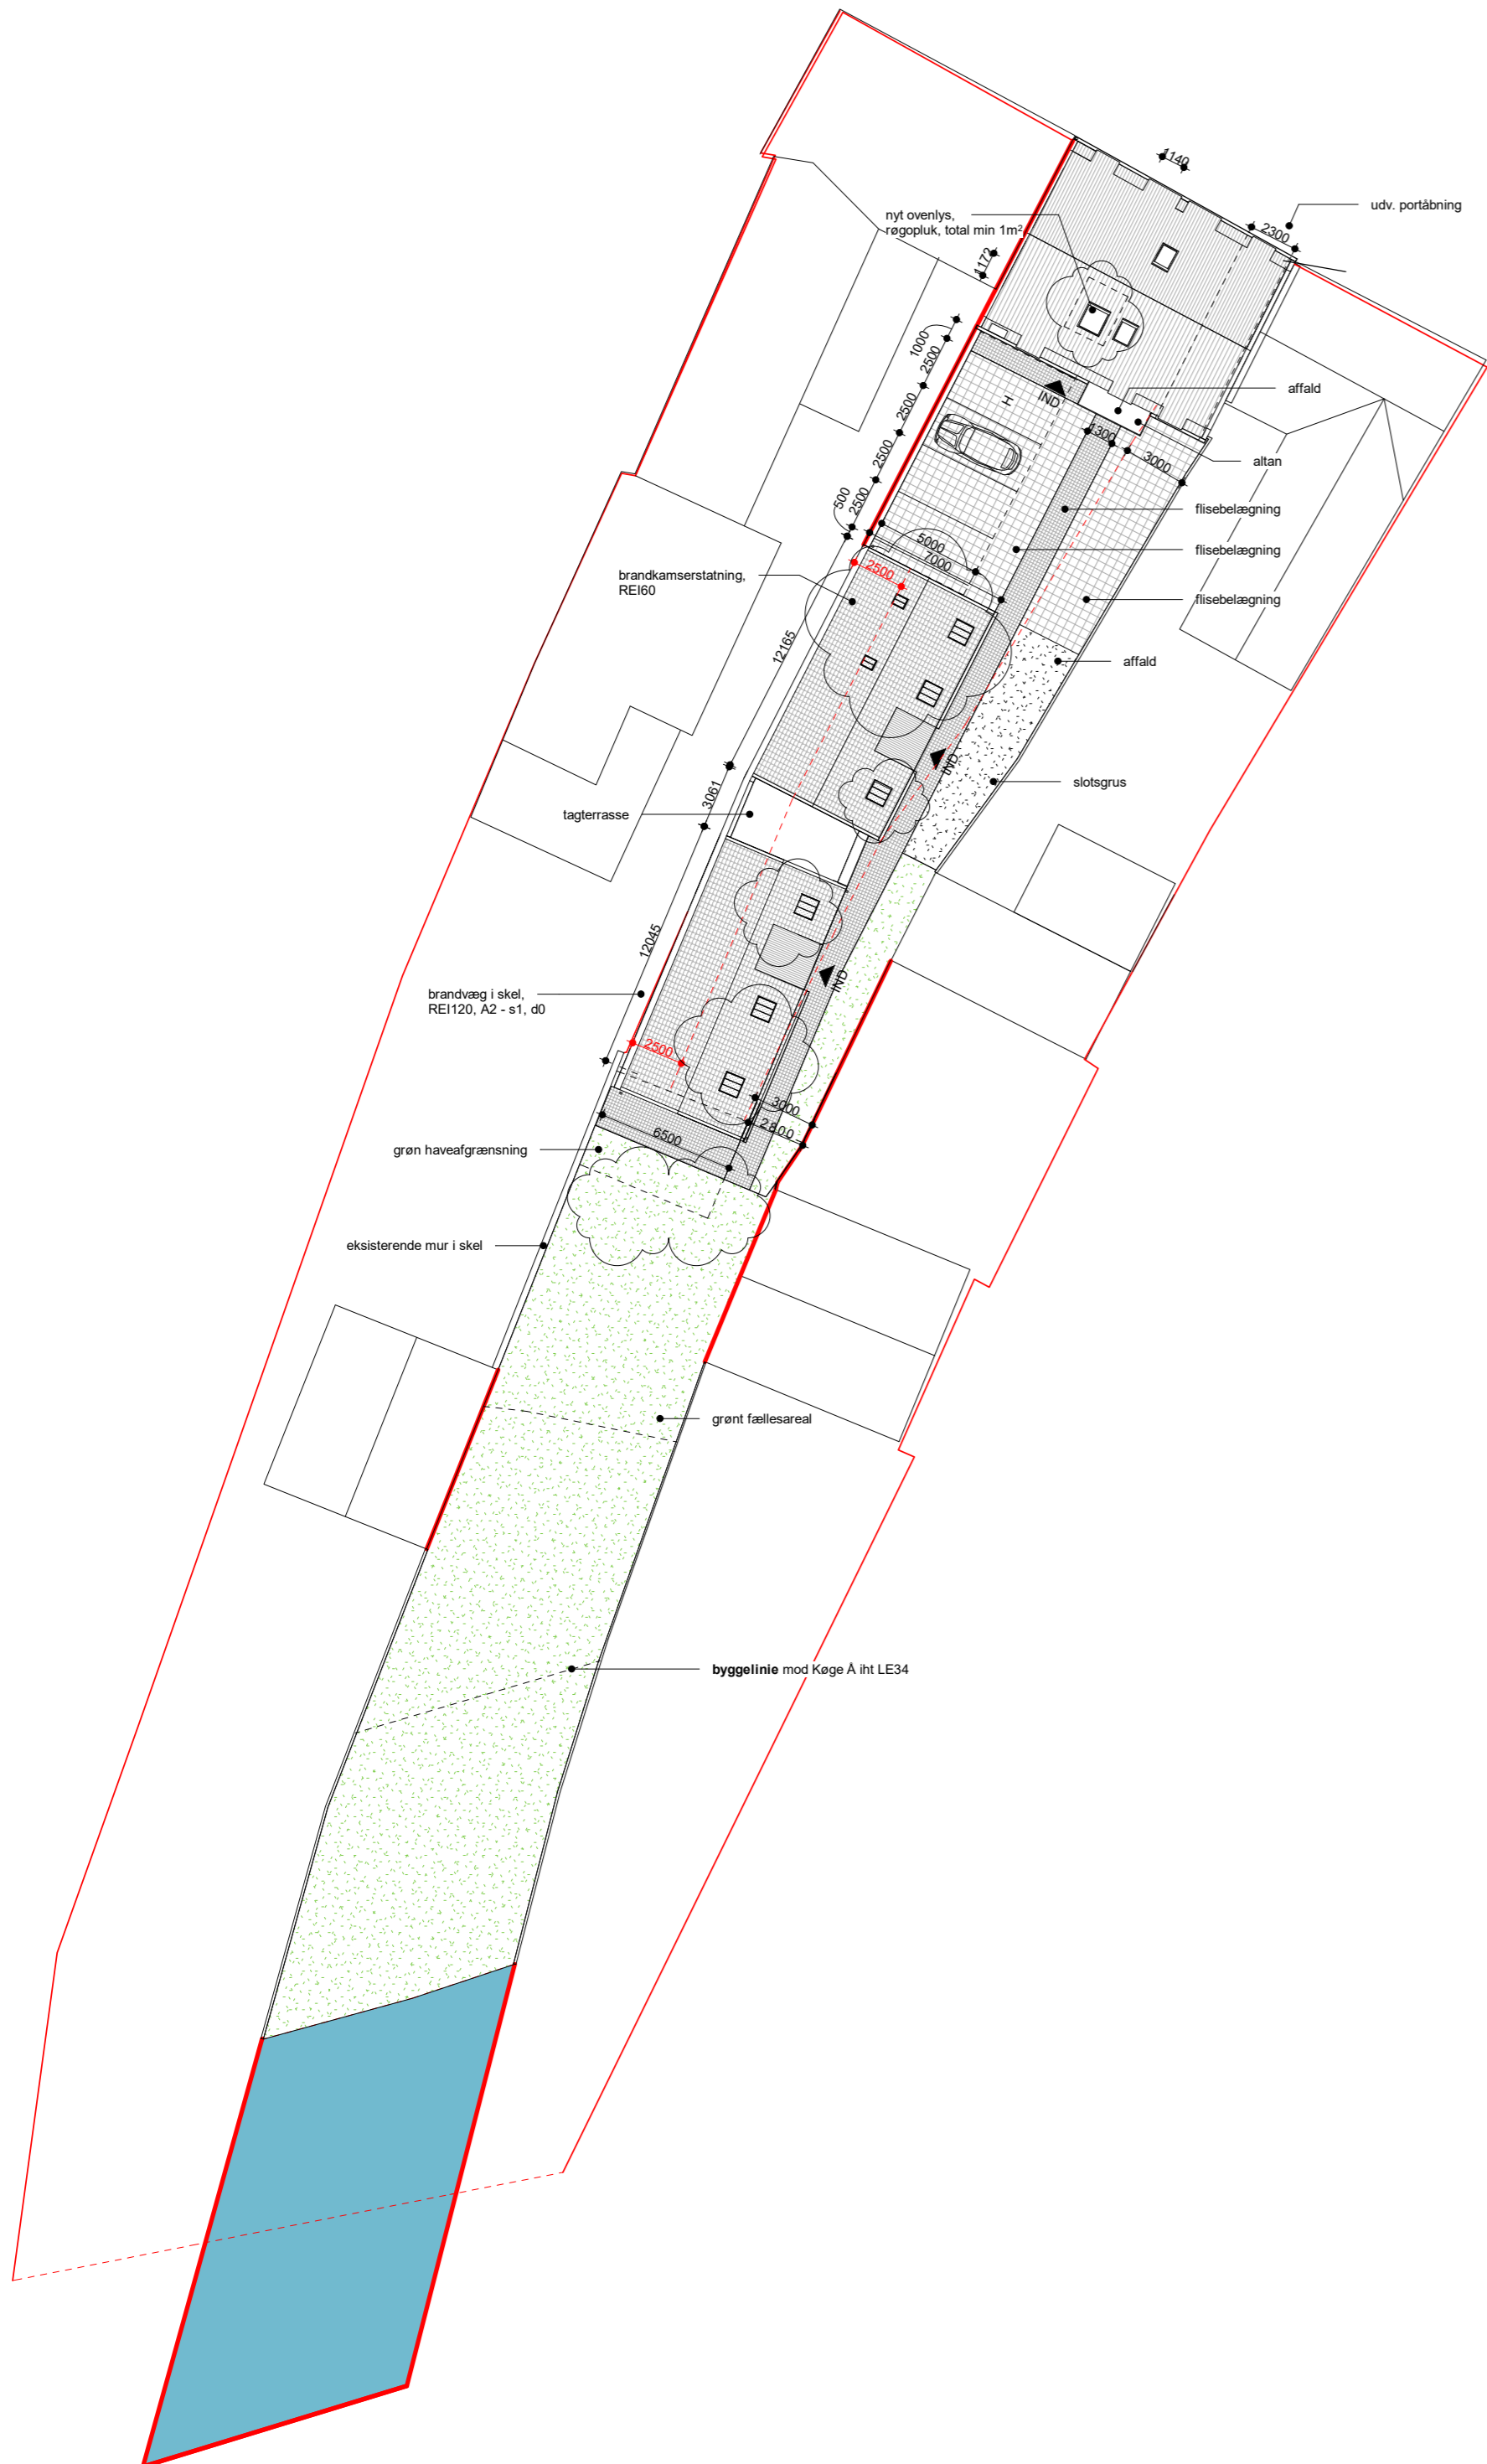 1140
udv. portåbning
2300
nyt ovenlys,
røgopluk, total min 1m²
1172
1000
2500
2500
2500
2500
500
H
IND
affald
1300
3000
altan
flisebelægning
flisebelægning
flisebelægning
5000
7000
2500
brandkamserstatning,
REI60
12165
affald
IND
slotsgrus
3061
tagterrasse
12045
IND
brandvæg i skel,
REI120, A2 - s1, d0
2500
3000
2800
6500
grøn haveafgrænsning
eksisterende mur i skel
grønt fællesareal
byggelinie mod Køge Å iht LE34